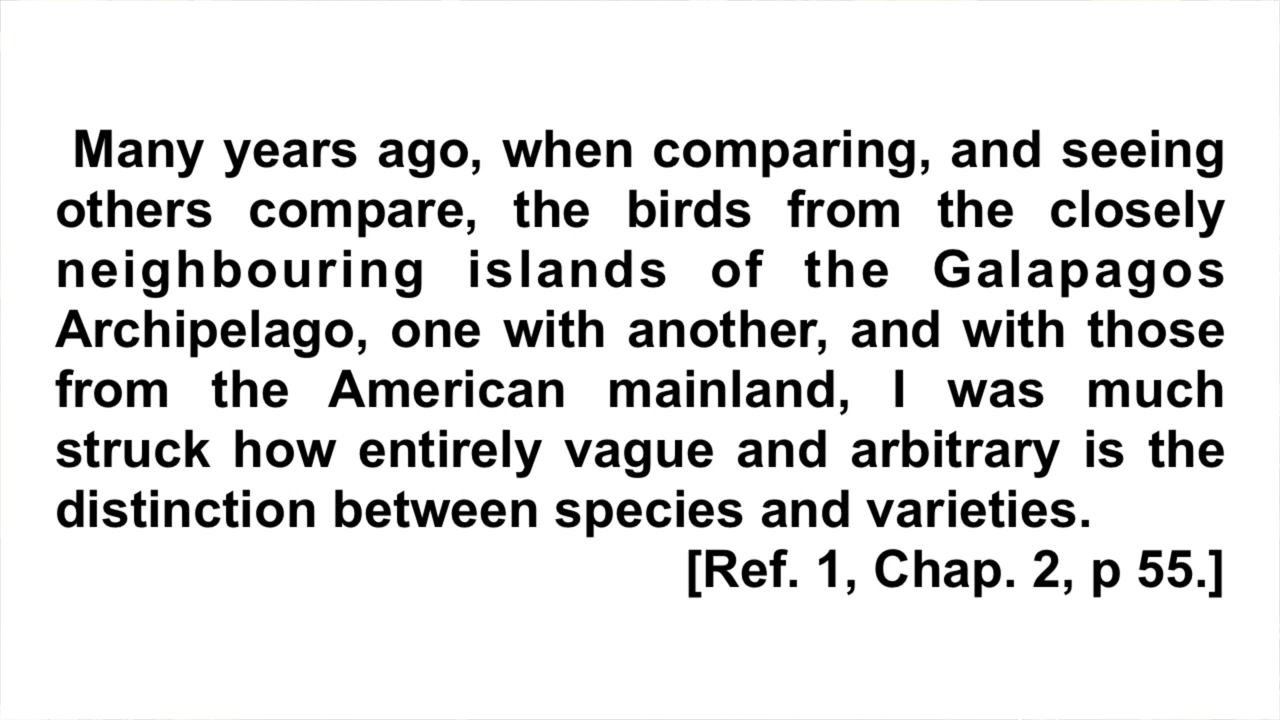 Many years ago, when comparing, and seeing
others compare, the birds from the closely
neighbouring islands of the Galapagos
Archipelago, one with another, and with those
from the American mainland, I was much
struck how entirely vague and arbitrary is the
distinction between species and varieties.
[Ref. 1, Chap. 2, p 55.]